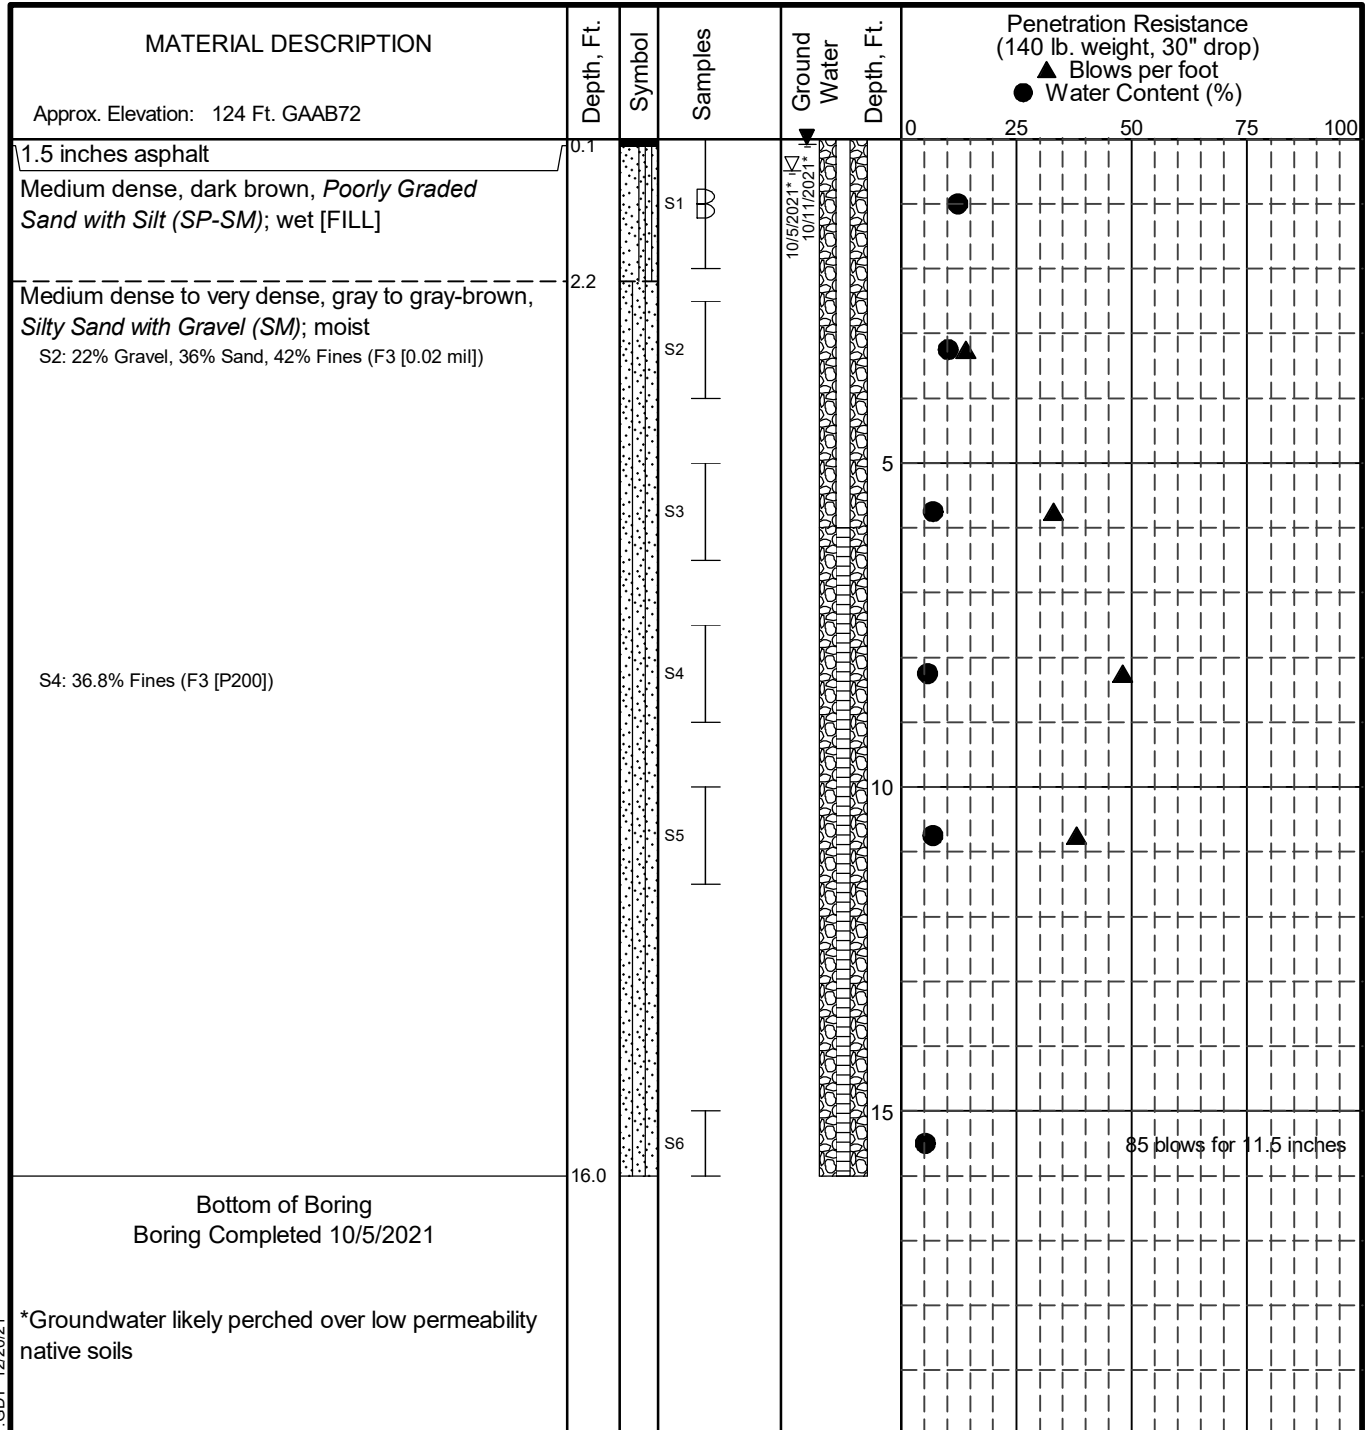 MATERIAL DESCRIPTION
Approx. Elevation: 124 Ft. GAAB72
Depth, Ft.
Symbol
Samples
Ground
Water
Depth, Ft.
Penetration Resistance
(140 lb. weight, 30" drop)
▲ Blows per foot
● Water Content (%)
0 25 50 75 100
1.5 inches asphalt
0.1
Medium dense, dark brown, Poorly Graded
Sand with Silt (SP-SM); wet [FILL]
S1
10/5/2021*
10/11/2021*
2.2
Medium dense to very dense, gray to gray-brown,
Silty Sand with Gravel (SM); moist
S2: 22% Gravel, 36% Sand, 42% Fines (F3 [0.02 mil])
S2
5
S3
S4: 36.8% Fines (F3 [P200])
S4
10
S5
15
S6
85 blows for 11.5 inches
16.0
Bottom of Boring
Boring Completed 10/5/2021
*Groundwater likely perched over low permeability
native soils